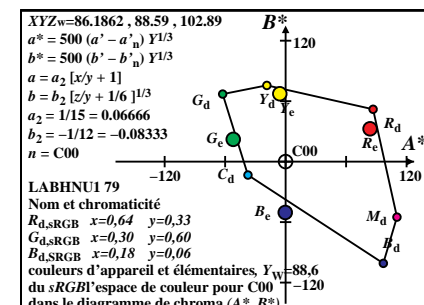 XYZw=86.1862 , 88.59 , 102.89
a* = 500 (a' – a'n) Y1/3
b* = 500 (b' – b'n) Y1/3
a = a2 [x/y + 1]
b = b2 [z/y + 1/6 ]1/3
a2 = 1/15 = 0.06666
b2 = –1/12 = –0.08333
n = C00
B*
120
Gd
Yd
Ye
Rd
Ge
Re
A*
C00
–120
120
Cd
Be
Md
Bd
–120
LABHNU1 79
Nom et chromaticité
Rd,sRGB x=0,64 y=0,33
Gd,sRGB x=0,30 y=0,60
Bd,SRGB x=0,18 y=0,06
couleurs d'appareil et élémentaires, YW=88,6
du sRGBl'espace de couleur pour C00
dans le diagramme de chroma (A*, B*)